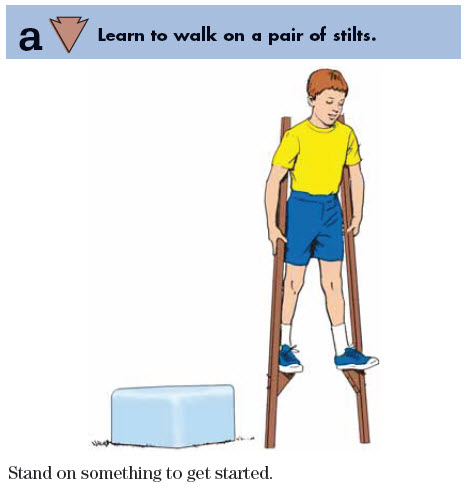 a Learn to walk on a pair of stilts.
Stand on something to get started.